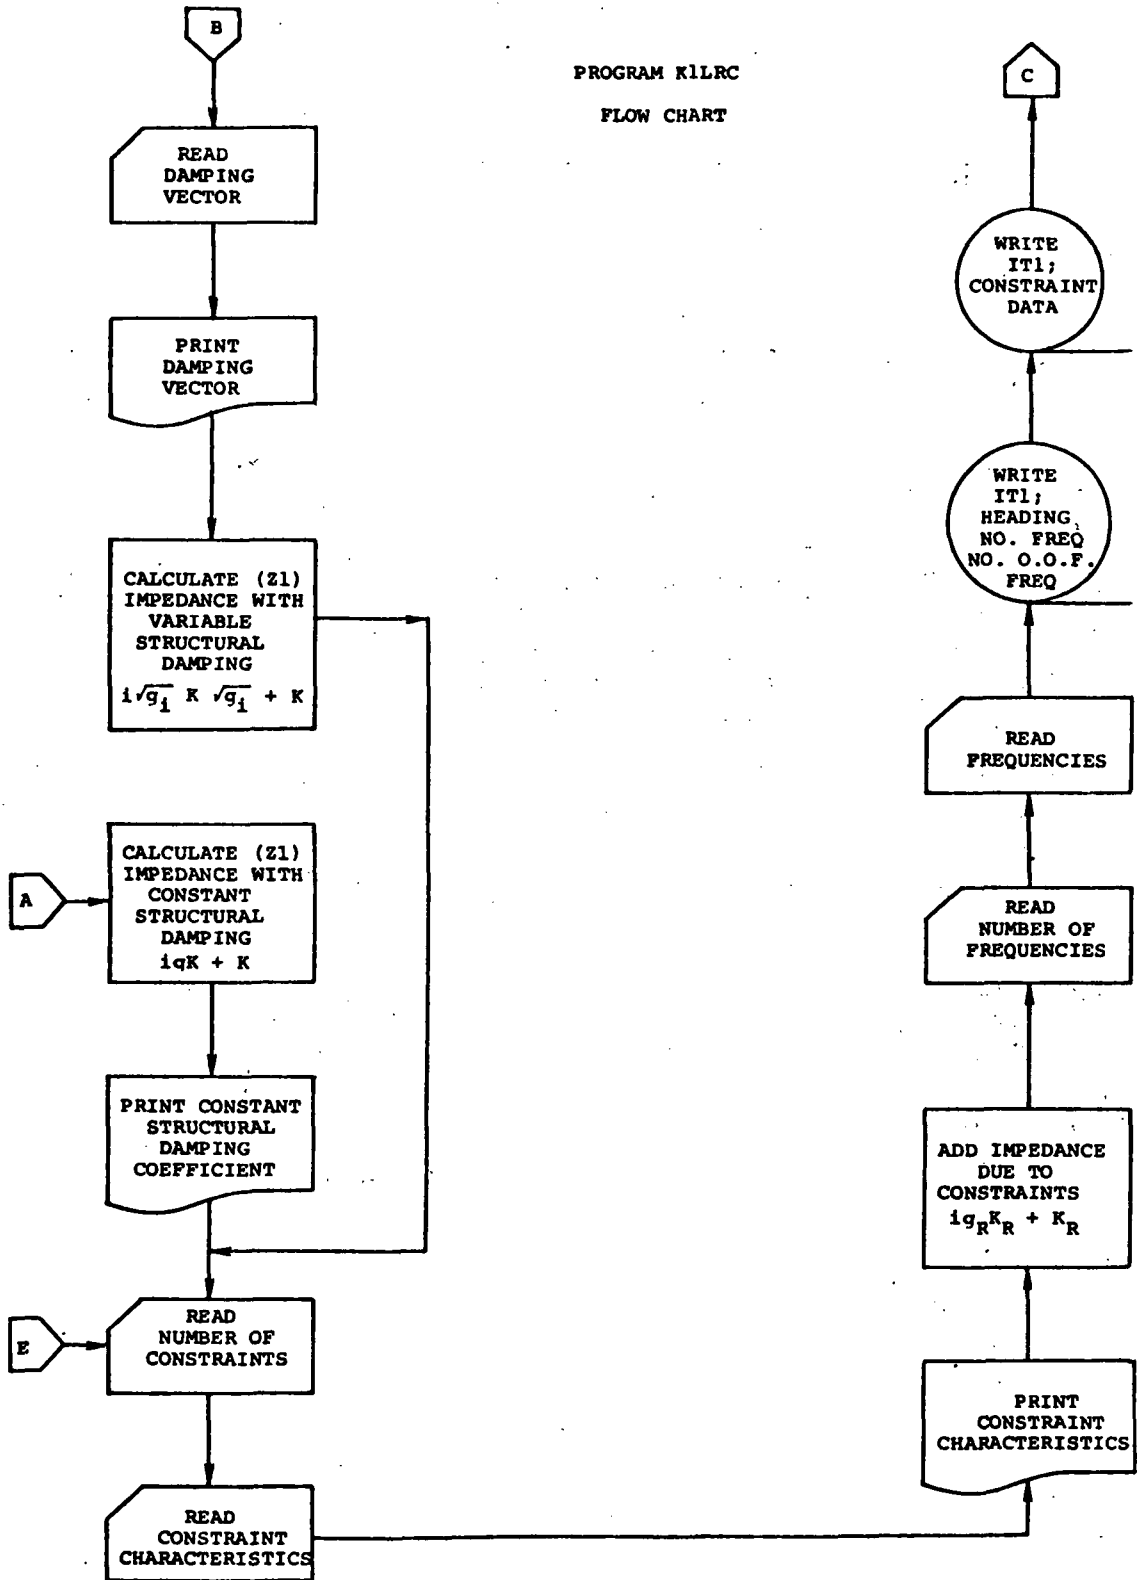 B
PROGRAM K1LRC
FLOW CHART
READ
DAMPING
VECTOR
PRINT
DAMPING
VECTOR
CALCULATE (Z1)
IMPEDANCE WITH
VARIABLE
STRUCTURAL
DAMPING
i√gi K √gi + K
A
CALCULATE (Z1)
IMPEDANCE WITH
CONSTANT
STRUCTURAL
DAMPING
igK + K
PRINT CONSTANT
STRUCTURAL
DAMPING
COEFFICIENT
E
READ
NUMBER OF
CONSTRAINTS
READ
CONSTRAINT
CHARACTERISTICS
C
WRITE
IT1;
CONSTRAINT
DATA
WRITE
IT1;
HEADING,
NO. FREQ
NO. O.O.F.
FREQ
READ
FREQUENCIES
READ
NUMBER OF
FREQUENCIES
ADD IMPEDANCE
DUE TO
CONSTRAINTS
igRKR + KR
PRINT
CONSTRAINT
CHARACTERISTICS